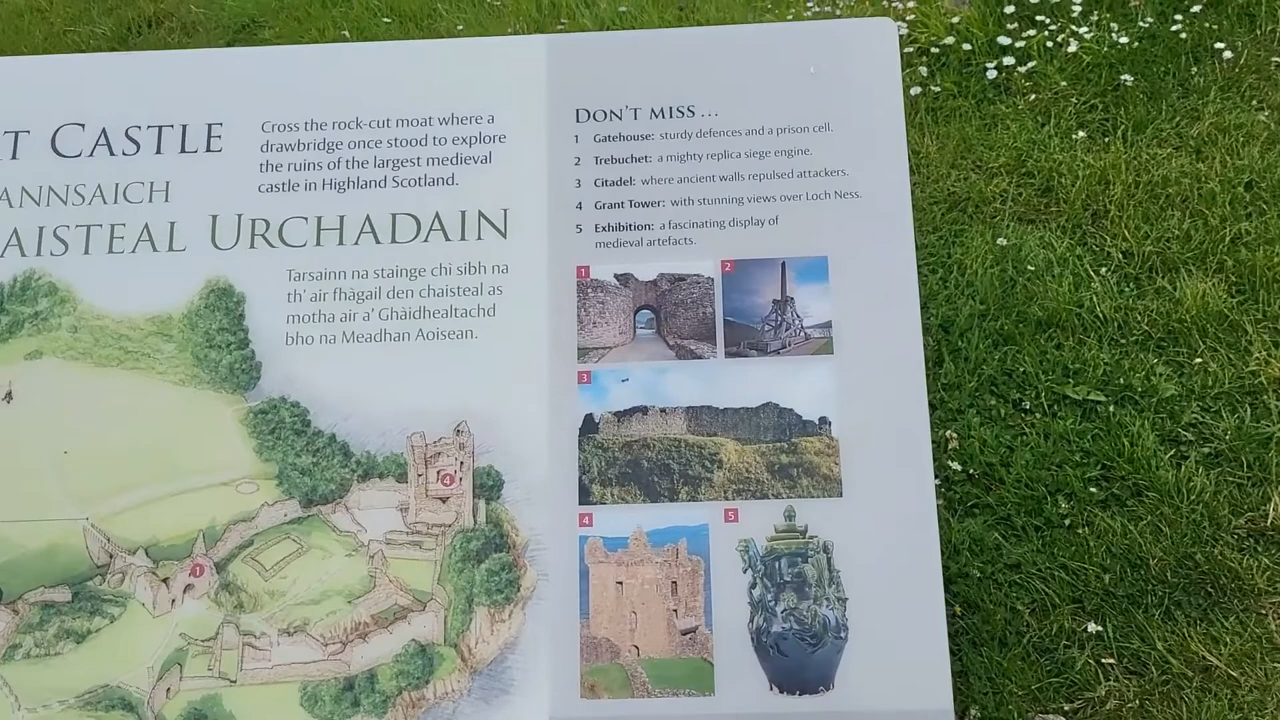 T CASTLE
ANNSAICH
AISTEAL URCHADAIN
Cross the rock-cut moat where a
drawbridge once stood to explore
the ruins of the largest medieval
castle in Highland Scotland.
Tarsainn na stainge chì sibh na
th' air fhàgail den chaisteal as
motha air a' Ghàidhealtachd
bho na Meadhan Aoisean.
4
1
DON'T MISS ...
1 Gatehouse: sturdy defences and a prison cell.
2 Trebuchet: a mighty replica siege engine.
3 Citadel: where ancient walls repulsed attackers.
4 Grant Tower: with stunning views over Loch Ness.
5 Exhibition: a fascinating display of
medieval artefacts.
1
2
3
4
5